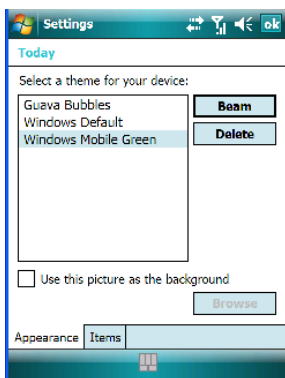 Settings ok
Today
Select a theme for your device:
Guava Bubbles
Windows Default
Windows Mobile Green
Beam
Delete
Use this picture as the background
Browse
Appearance Items